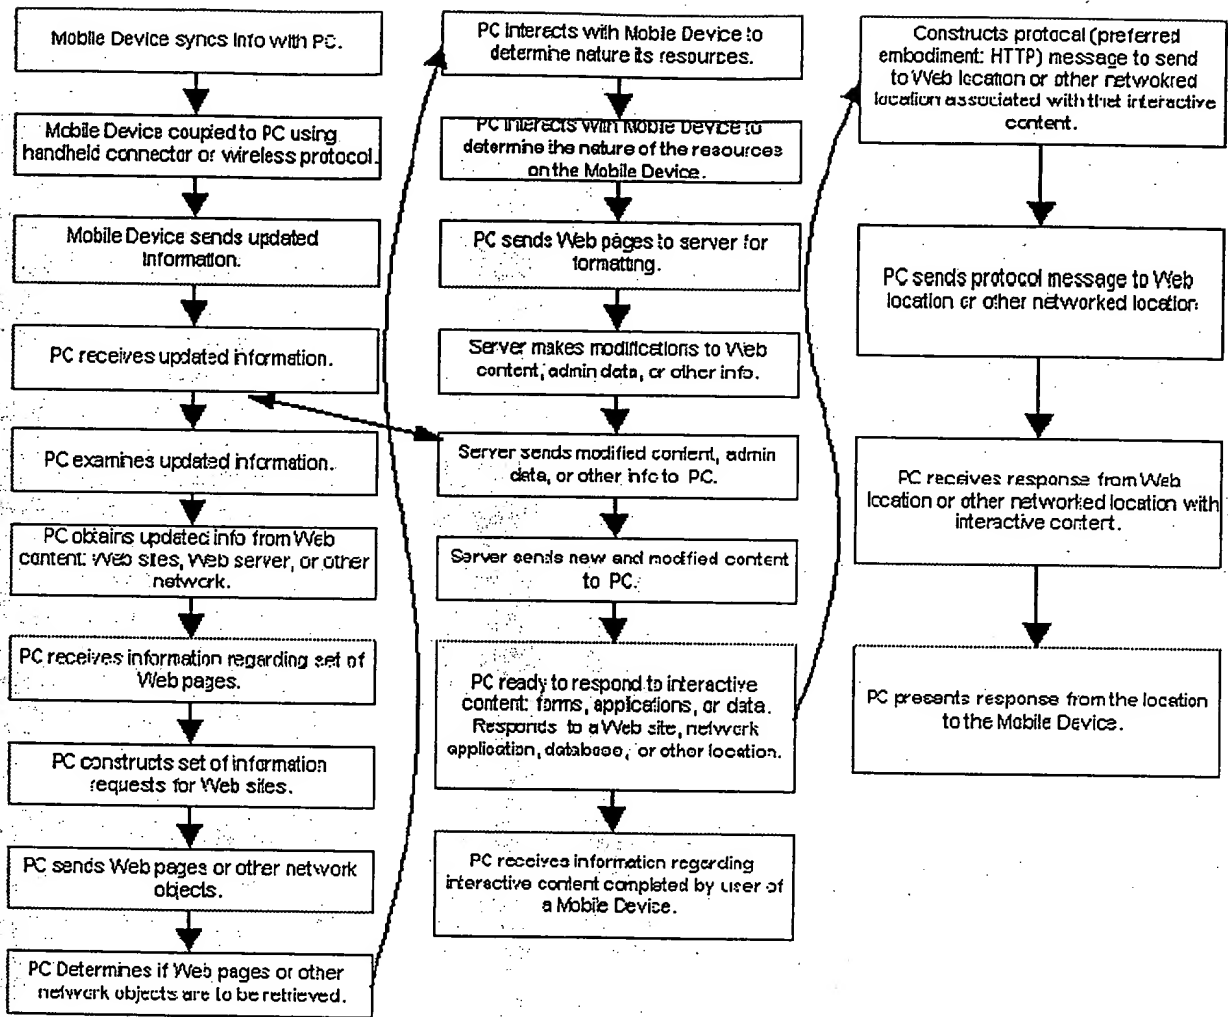 Mobile Device syncs info with PC.
Mobile Device coupled to PC using
handheld connector or wireless protocol.
Mobile Device sends updated
information.
PC receives updated information.
PC examines updated information.
PC obtains updated info from Web
content: Web sites, Web server, or other
network.
PC receives information regarding set of
Web pages.
PC constructs set of information
requests for Web sites.
PC sends Web pages or other network
objects.
PC Determines if Web pages or other
network objects are to be retrieved.
PC interacts with Mobile Device to
determine nature its resources.
PC interacts with Mobile Device to
determine the nature of the resources
on the Mobile Device.
PC sends Web pages to server for
formatting.
Server makes modifications to Web
content, admin data, or other info.
Server sends modified content, admin
data, or other info to PC.
Server sends new and modified content
to PC.
PC ready to respond to interactive
content: forms, applications, or data.
Responds to a Web site, network
application, database, or other location.
PC receives information regarding
interactive content completed by user of
a Mobile Device.
Constructs protocal (preferred
embodiment: HTTP) message to send
to Web location or other netwokred
location associated with that interactive
content.
PC sends protocol message to Web
location or other networked location
PC receives response from Web
location or other networked location with
interactive content.
PC presents response from the location
to the Mobile Device.